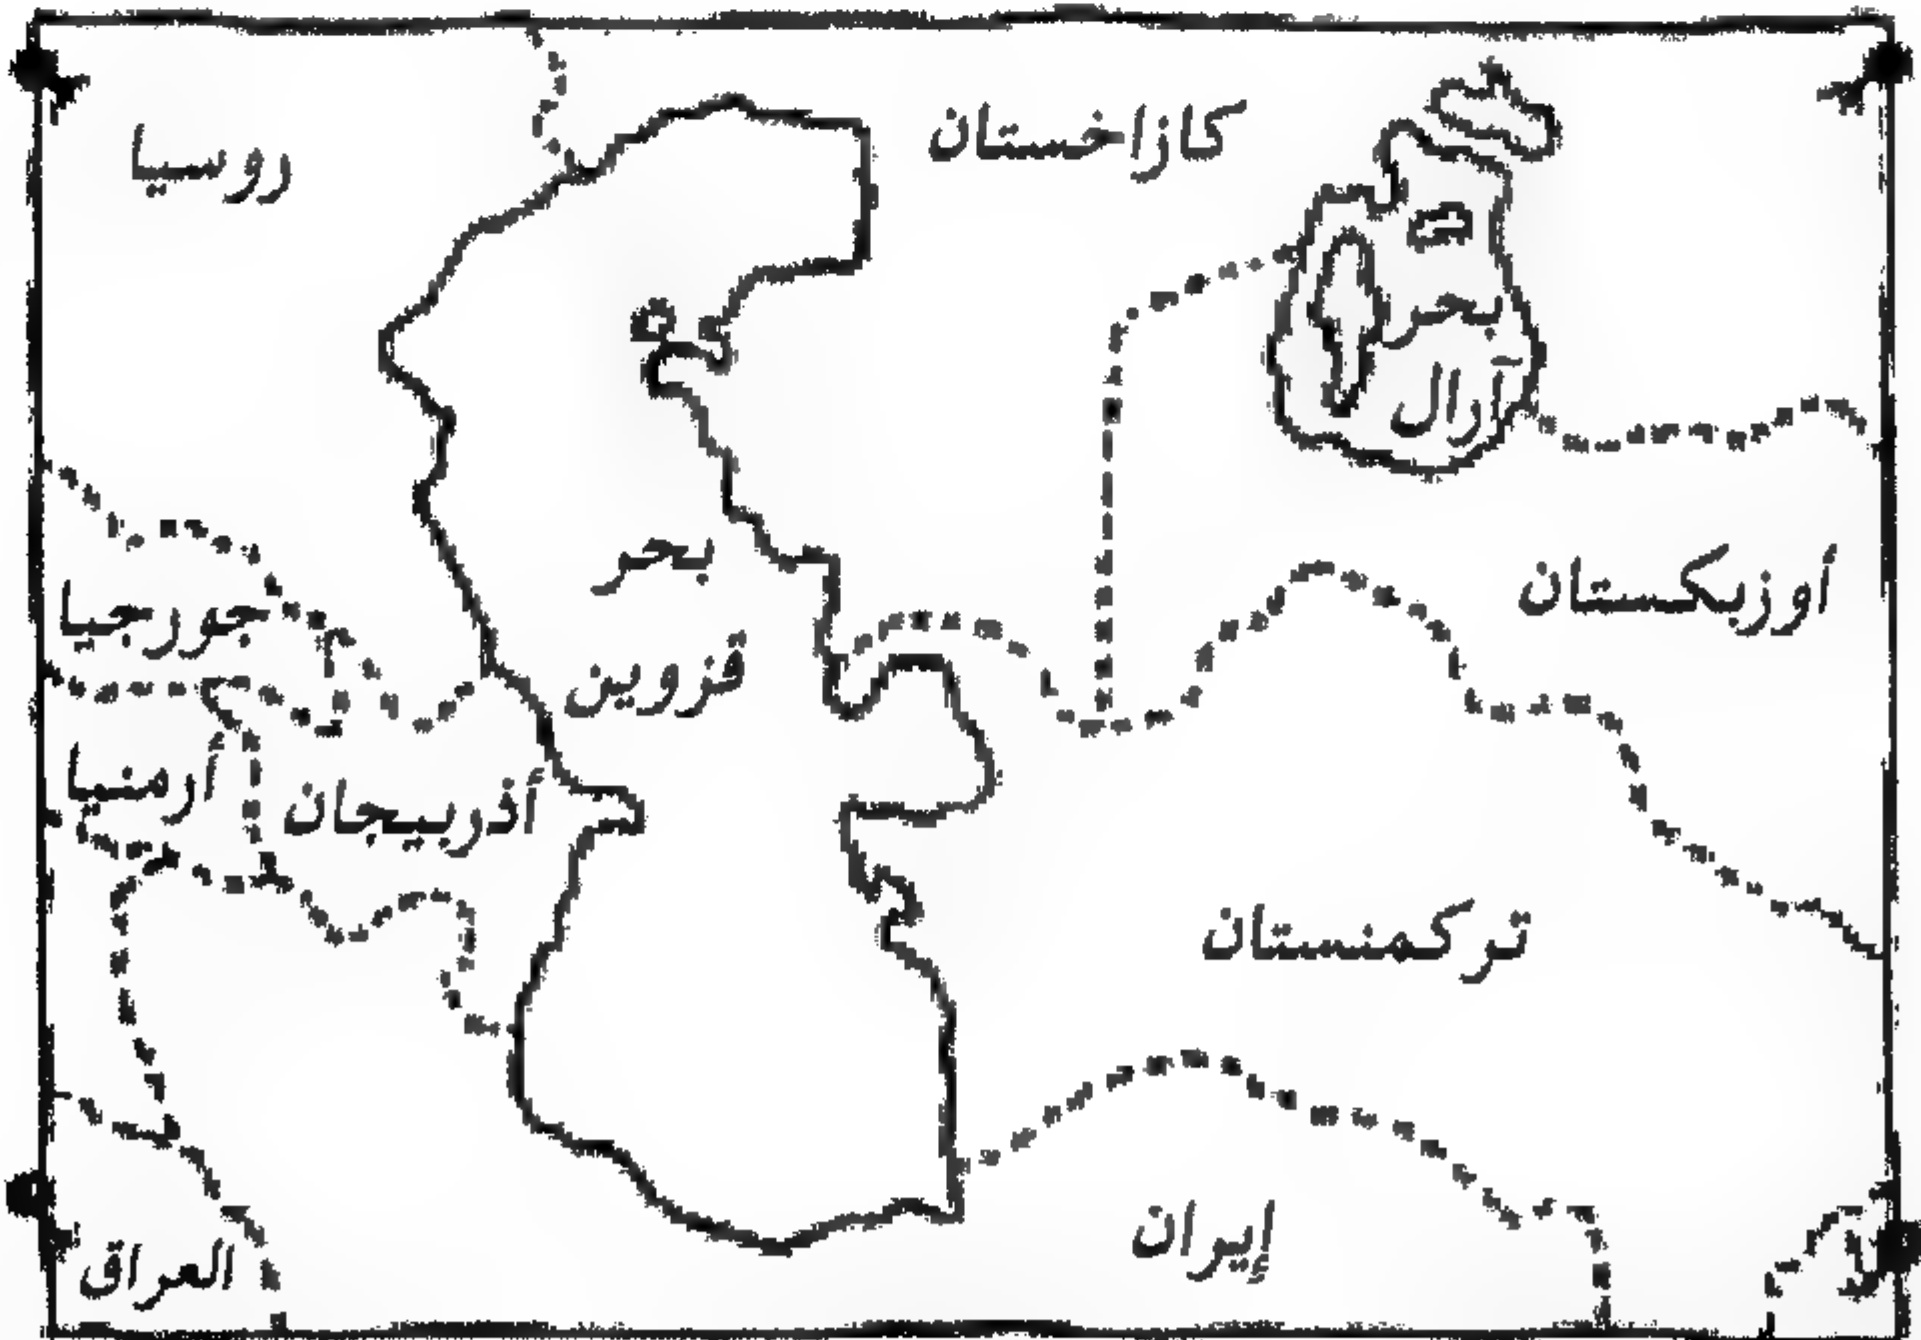 كازاخستان
روسيا
بحر
آرال
بحر
قزوين
أوزبكستان
جورجيا
أرمنيا
أذربيجان
تركمنستان
إيران
العراق